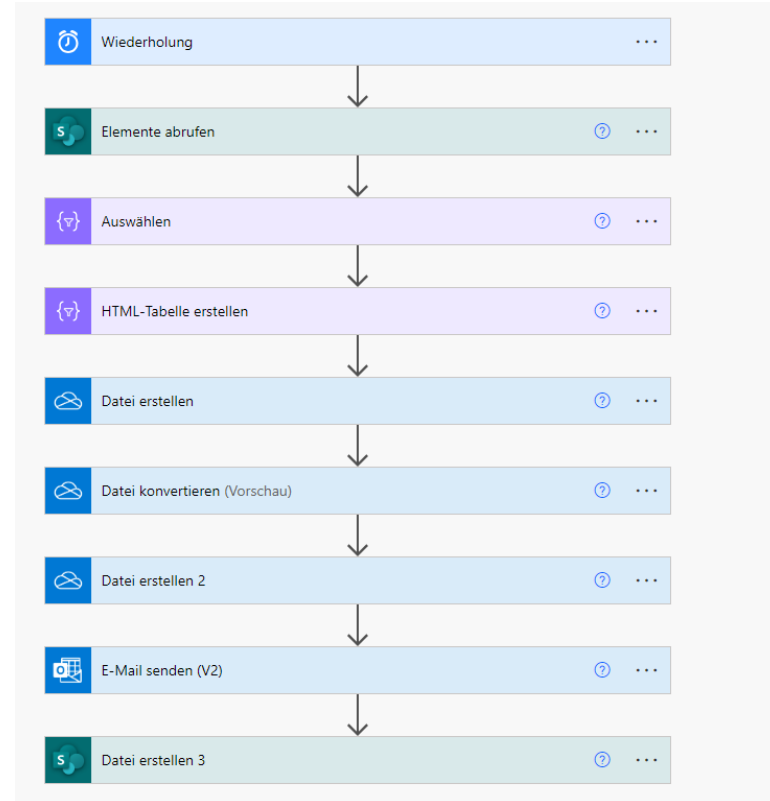 Wiederholung
Elemente abrufen
Auswählen
HTML-Tabelle erstellen
Datei erstellen
Datei konvertieren (Vorschau)
Datei erstellen 2
E-Mail senden (V2)
Datei erstellen 3